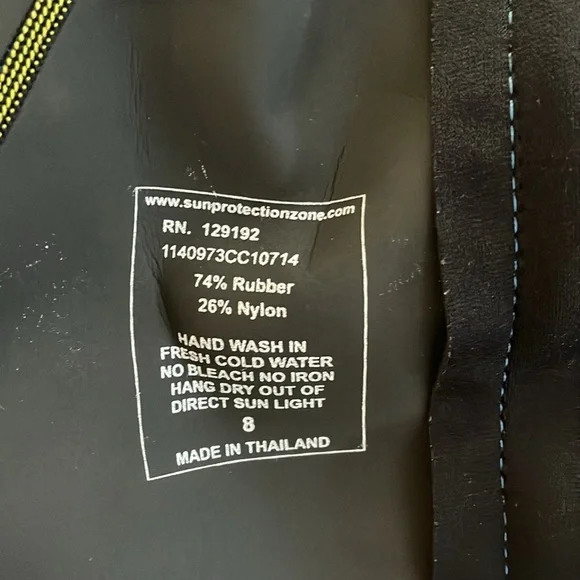 www.sunprotectionzone.com
RN. 129192
1140973CC10714
74% Rubber
26% Nylon
HAND WASH IN
FRESH COLD WATER
NO BLEACH NO IRON
HANG DRY OUT OF
DIRECT SUN LIGHT
8
MADE IN THAILAND